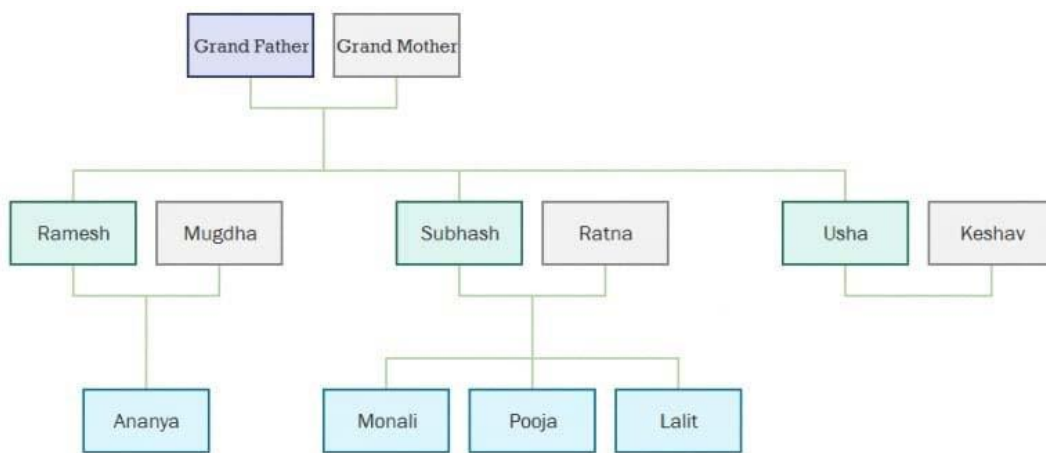 Grand Father
Grand Mother
Ramesh
Mugdha
Subhash
Ratna
Usha
Keshav
Ananya
Monali
Pooja
Lalit